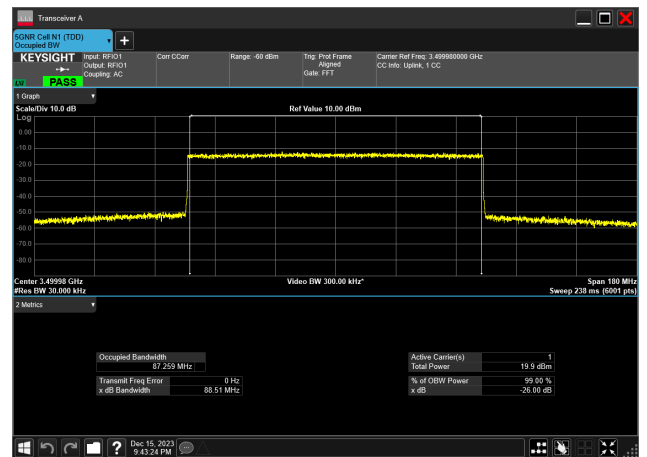 Transceiver A
5GNR Cell N1 (TDD)
Occupied BW
KEYSIGHT
Input: RFIO1
Output: RFIO1
Coupling: AC
Corr CCorr
Range: -60 dBm
Trig: Prot Frame
Aligned
Gate: FFT
Carrier Ref Freq: 3.499980000 GHz
CC Info: Uplink, 1 CC
PASS
1 Graph
Scale/Div 10.0 dB
Ref Value 10.00 dBm
Log
0.00
-10.0
-20.0
-30.0
-40.0
-50.0
-60.0
-70.0
-80.0
Center 3.49998 GHz
Video BW 300.00 kHz*
Span 180 MHz
#Res BW 30.000 kHz
Sweep 238 ms (6001 pts)
2 Metrics
Occupied Bandwidth
87.259 MHz
Active Carrier(s) 1
Total Power 19.9 dBm
Transmit Freq Error 0 Hz
x dB Bandwidth 88.51 MHz
% of OBW Power 99.00 %
x dB -26.00 dB
?
Dec 15, 2023
9:43:24 PM